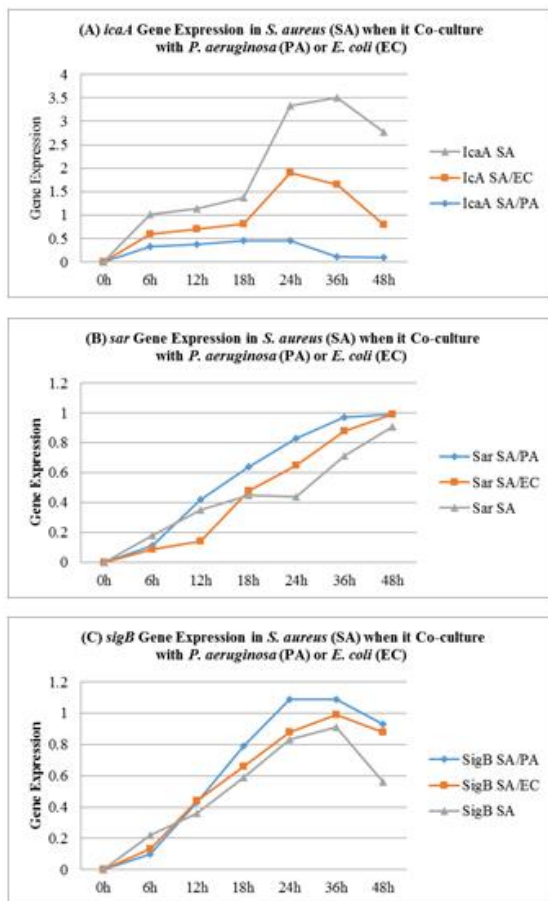 (A) icaA Gene Expression in S. aureus (SA) when it Co-culture
with P. aeruginosa (PA) or E. coli (EC)
4
3.5
3
2.5
2
1.5
1
0.5
0
Gene Expression
0h 6h 12h 18h 24h 36h 48h
IcaA SA
IcA SA/EC
IcaA SA/PA
(B) sar Gene Expression in S. aureus (SA) when it Co-culture
with P. aeruginosa (PA) or E. coli (EC)
1.2
1
0.8
0.6
0.4
0.2
0
Gene Expression
0h 6h 12h 18h 24h 36h 48h
Sar SA/PA
Sar SA/EC
Sar SA
(C) sigB Gene Expression in S. aureus (SA) when it Co-culture
with P. aeruginosa (PA) or E. coli (EC)
1.2
1
0.8
0.6
0.4
0.2
0
Gene Expression
0h 6h 12h 18h 24h 36h 48h
SigB SA/PA
SigB SA/EC
SigB SA